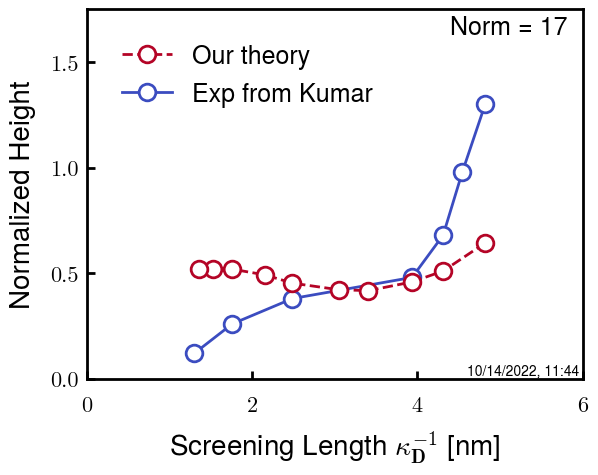 Norm = 17
Our theory
Exp from Kumar
Normalized Height
1.5
1.0
0.5
0.0
10/14/2022, 11:44
0 2 4 6
Screening Length κ_D^{-1} [nm]